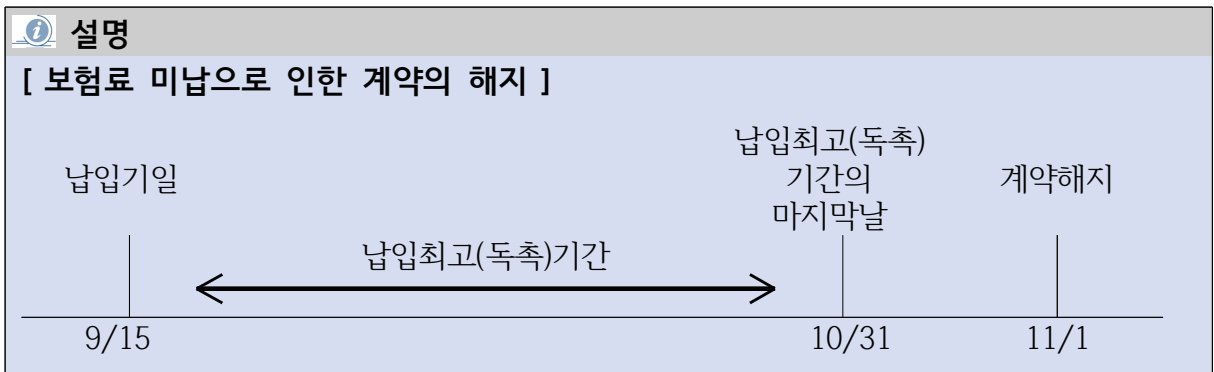 설명
[ 보험료 미납으로 인한 계약의 해지 ]
납입기일
납입최고(독촉)
기간의
마지막날
계약해지
납입최고(독촉)기간
9/15
10/31
11/1